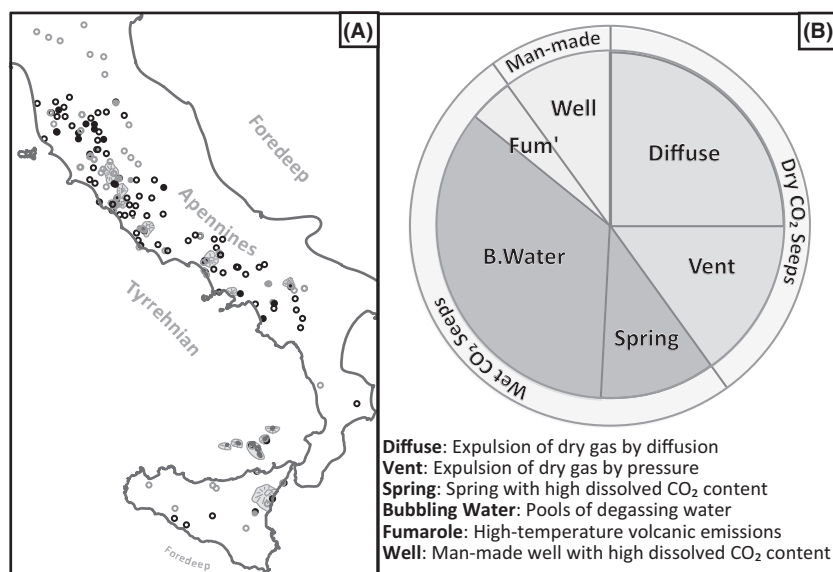 (A)
Foredeep
Apennines
Tyrrehnian
Foredeep
(B)
Man-made
Well
Fum'
Diffuse
Dry CO₂ Seeps
B.Water
Vent
Spring
Wet CO₂ Seeps
Diffuse: Expulsion of dry gas by diffusion
Vent: Expulsion of dry gas by pressure
Spring: Spring with high dissolved CO₂ content
Bubbling Water: Pools of degassing water
Fumarole: High-temperature volcanic emissions
Well: Man-made well with high dissolved CO₂ content